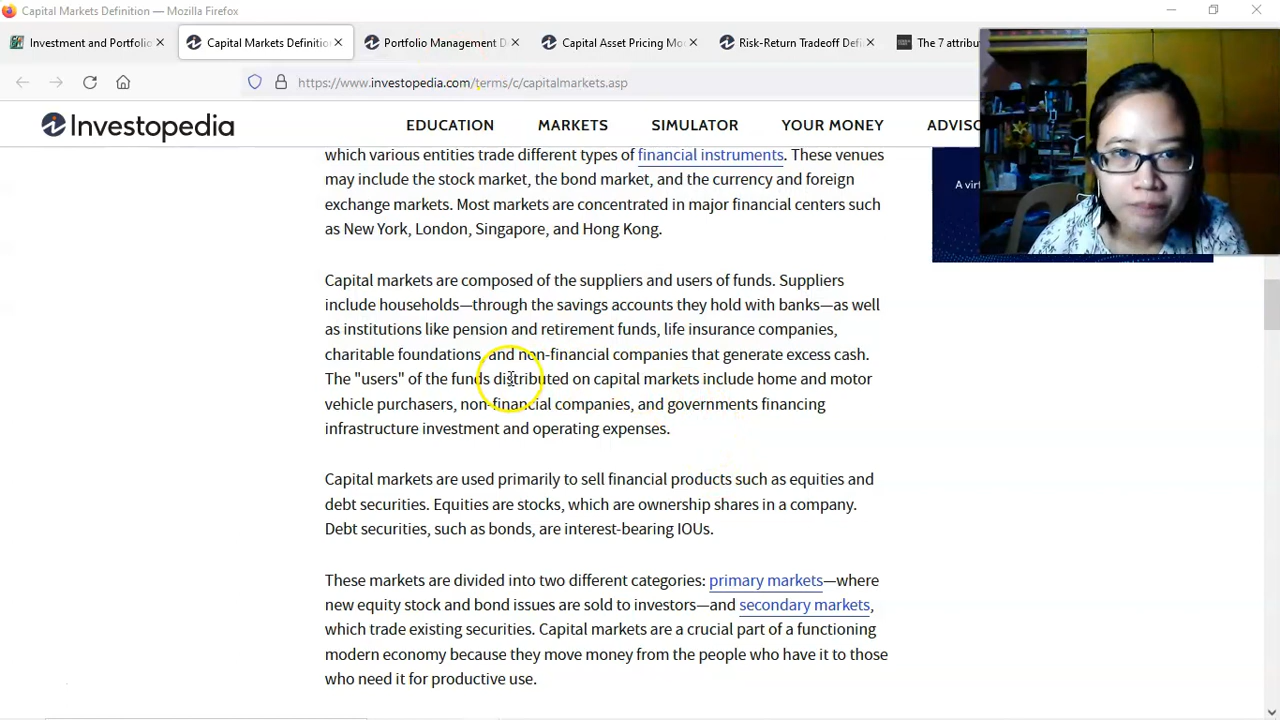 Capital Markets Definition — Mozilla Firefox
Investment and Portfolio
Capital Markets Definitio
Portfolio Management D
Capital Asset Pricing Mo
Risk-Return Tradeoff Defi
The 7 attribu
https://www.investopedia.com/terms/c/capitalmarkets.asp
Investopedia
EDUCATION
MARKETS
SIMULATOR
YOUR MONEY
ADVISO
which various entities trade different types of financial instruments. These venues
may include the stock market, the bond market, and the currency and foreign
exchange markets. Most markets are concentrated in major financial centers such
as New York, London, Singapore, and Hong Kong.
A virt
Capital markets are composed of the suppliers and users of funds. Suppliers
include households—through the savings accounts they hold with banks—as well
as institutions like pension and retirement funds, life insurance companies,
charitable foundations, and non-financial companies that generate excess cash.
The "users" of the funds distributed on capital markets include home and motor
vehicle purchasers, non-financial companies, and governments financing
infrastructure investment and operating expenses.
Capital markets are used primarily to sell financial products such as equities and
debt securities. Equities are stocks, which are ownership shares in a company.
Debt securities, such as bonds, are interest-bearing IOUs.
These markets are divided into two different categories: primary markets—where
new equity stock and bond issues are sold to investors—and secondary markets,
which trade existing securities. Capital markets are a crucial part of a functioning
modern economy because they move money from the people who have it to those
who need it for productive use.